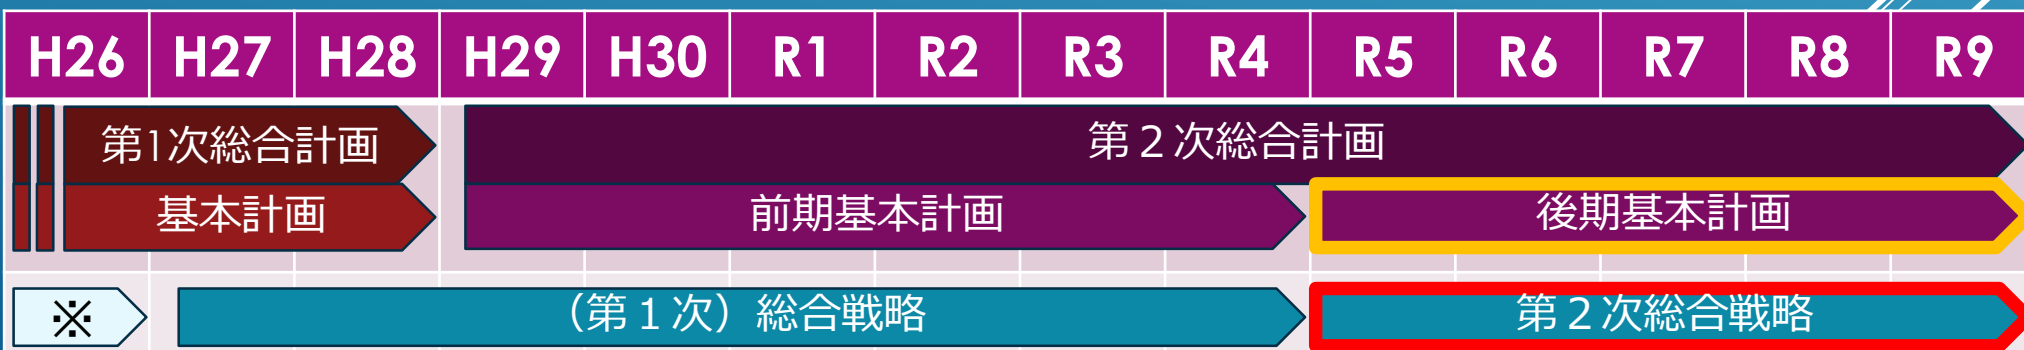 H26 H27 H28 H29 H30 R1 R2 R3 R4 R5 R6 R7 R8 R9
第1次総合計画 第２次総合計画
基本計画 前期基本計画 後期基本計画
※ （第１次）総合戦略 第２次総合戦略